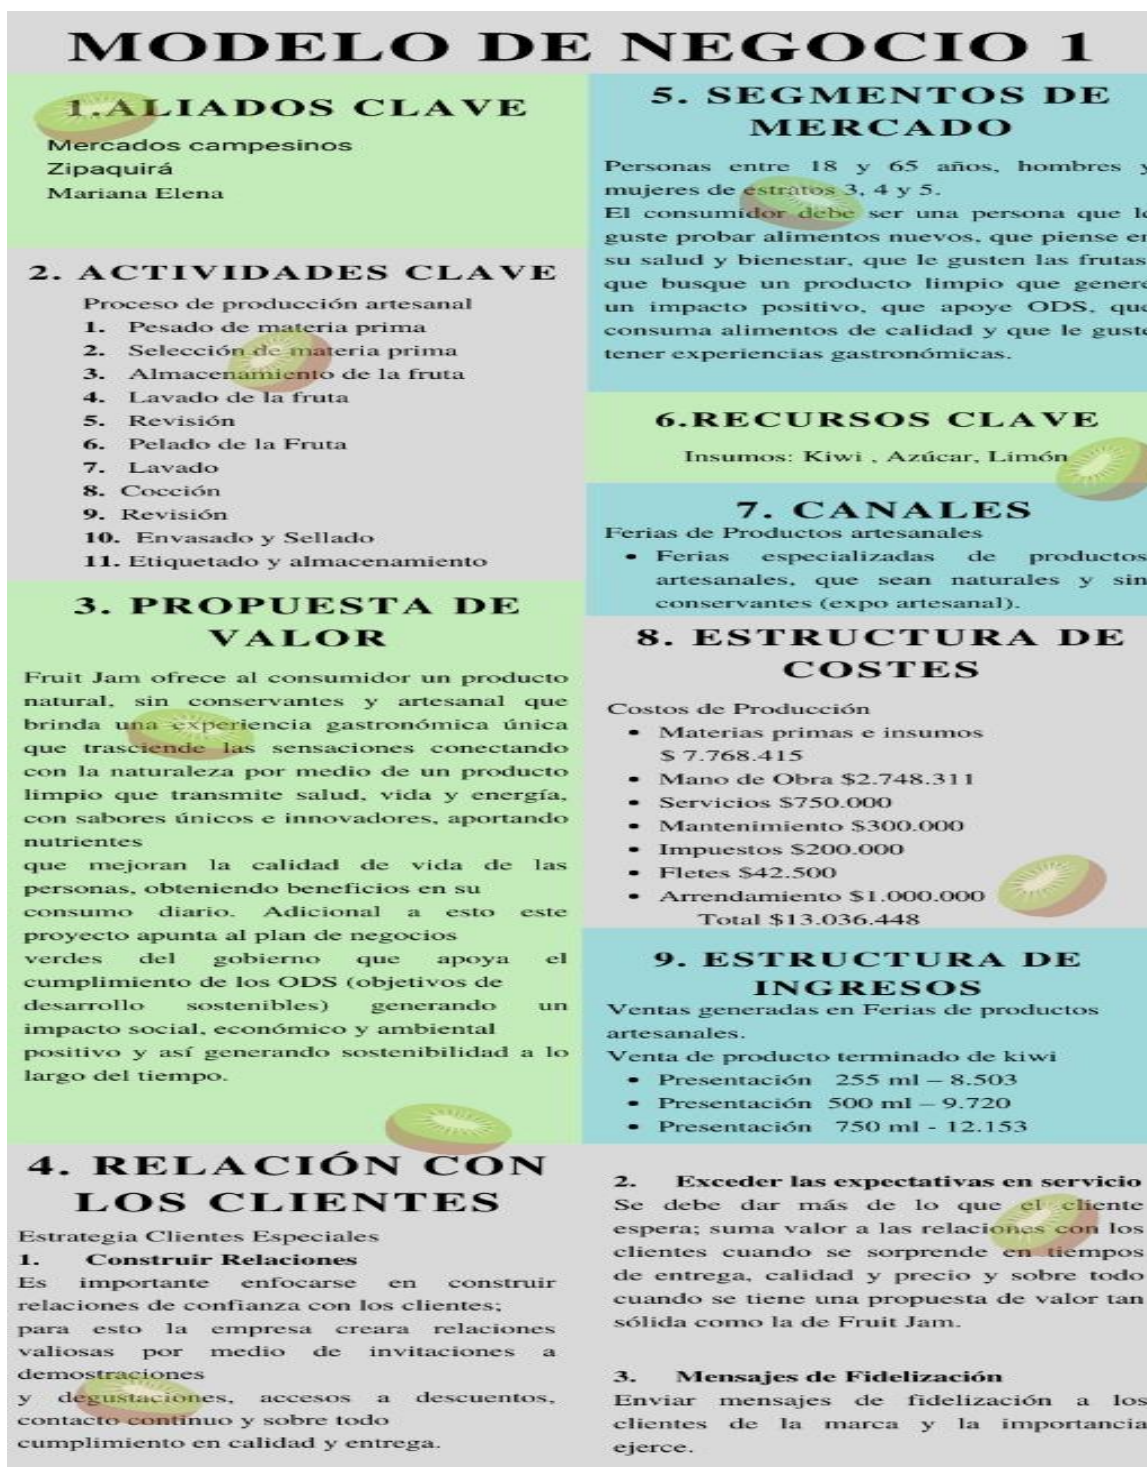 MODELO DE NEGOCIO 1
1.ALIADOS CLAVE
Mercados campesinos
Zipaquirá
Mariana Elena
2. ACTIVIDADES CLAVE
Proceso de producción artesanal
1. Pesado de materia prima
2. Selección de materia prima
3. Almacenamiento de la fruta
4. Lavado de la fruta
5. Revisión
6. Pelado de la Fruta
7. Lavado
8. Cocción
9. Revisión
10. Envasado y Sellado
11. Etiquetado y almacenamiento
3. PROPUESTA DE
VALOR
Fruit Jam ofrece al consumidor un producto
natural, sin conservantes y artesanal que
brinda una experiencia gastronómica única
que trasciende las sensaciones conectando
con la naturaleza por medio de un producto
limpio que transmite salud, vida y energía,
con sabores únicos e innovadores, aportando
nutrientes
que mejoran la calidad de vida de las
personas, obteniendo beneficios en su
consumo diario. Adicional a esto este
proyecto apunta al plan de negocios
verdes del gobierno que apoya el
cumplimiento de los ODS (objetivos de
desarrollo sostenibles) generando un
impacto social, económico y ambiental
positivo y así generando sostenibilidad a lo
largo del tiempo.
4. RELACIÓN CON
LOS CLIENTES
Estrategia Clientes Especiales
1. Construir Relaciones
Es importante enfocarse en construir
relaciones de confianza con los clientes;
para esto la empresa creara relaciones
valiosas por medio de invitaciones a
demostraciones
y degustaciones, accesos a descuentos,
contacto continuo y sobre todo
cumplimiento en calidad y entrega.
5. SEGMENTOS DE
MERCADO
Personas entre 18 y 65 años, hombres y
mujeres de estratos 3, 4 y 5.
El consumidor debe ser una persona que le
guste probar alimentos nuevos, que piense en
su salud y bienestar, que le gusten las frutas,
que busque un producto limpio que genere
un impacto positivo, que apoye ODS, que
consuma alimentos de calidad y que le guste
tener experiencias gastronómicas.
6.RECURSOS CLAVE
Insumos: Kiwi , Azúcar, Limón
7. CANALES
Ferias de Productos artesanales
• Ferias especializadas de productos
artesanales, que sean naturales y sin
conservantes (expo artesanal).
8. ESTRUCTURA DE
COSTES
Costos de Producción
• Materias primas e insumos
$ 7.768.415
• Mano de Obra $2.748.311
• Servicios $750.000
• Mantenimiento $300.000
• Impuestos $200.000
• Fletes $42.500
• Arrendamiento $1.000.000
Total $13.036.448
9. ESTRUCTURA DE
INGRESOS
Ventas generadas en Ferias de productos
artesanales.
Venta de producto terminado de kiwi
• Presentación 255 ml – 8.503
• Presentación 500 ml – 9.720
• Presentación 750 ml - 12.153
2. Exceder las expectativas en servicio
Se debe dar más de lo que el cliente
espera; suma valor a las relaciones con los
clientes cuando se sorprende en tiempos
de entrega, calidad y precio y sobre todo
cuando se tiene una propuesta de valor tan
sólida como la de Fruit Jam.
3. Mensajes de Fidelización
Enviar mensajes de fidelización a los
clientes de la marca y la importancia
ejerce.